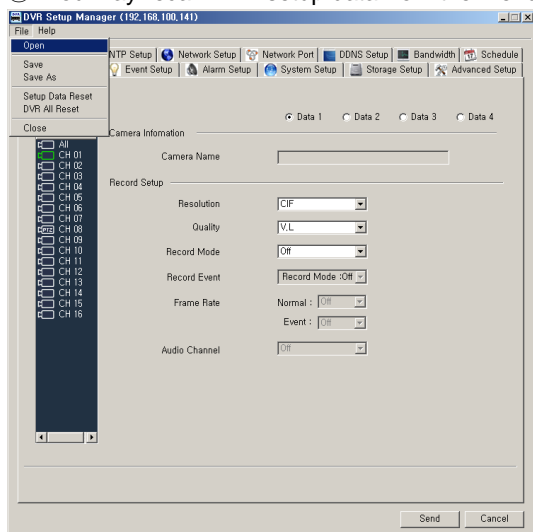 DVR Setup Manager (192,168,100,141)
File Help
Open
Save
Save As
Setup Data Reset
DVR All Reset
Close
NTP Setup Network Setup Network Port DDNS Setup Bandwidth Schedule
Event Setup Alarm Setup System Setup Storage Setup Advanced Setup
Data 1 Data 2 Data 3 Data 4
Camera Infomation
Camera Name
Record Setup
Resolution CIF
Quality V,L
Record Mode Off
Record Event Record Mode :Off
Frame Rate Normal : Off
Event : Off
Audio Channel Off
All
CH 01
CH 02
CH 03
CH 04
CH 05
CH 06
CH 07
PTZ CH 08
CH 09
CH 10
CH 11
CH 12
CH 13
CH 14
CH 15
CH 16
Send Cancel